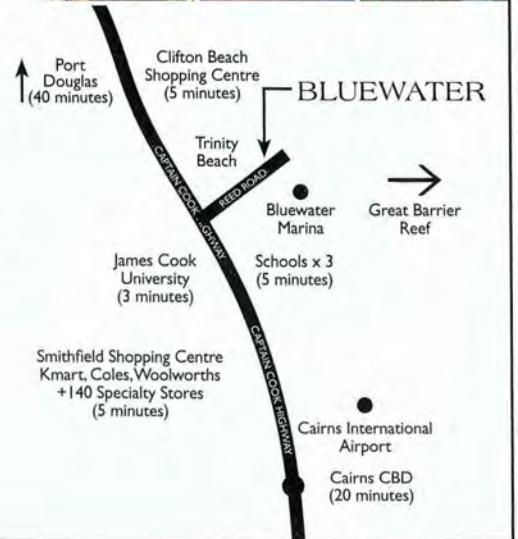 Port
Douglas
(40 minutes)
Clifton Beach
Shopping Centre
(5 minutes)
BLUEWATER
Trinity
Beach
CAPTAIN COOK HIGHWAY
REED ROAD
Bluewater
Marina
Great Barrier
Reef
James Cook
University
(3 minutes)
Schools x 3
(5 minutes)
Smithfield Shopping Centre
Kmart, Coles, Woolworths
+140 Specialty Stores
(5 minutes)
CAPTAIN COOK HIGHWAY
Cairns International
Airport
Cairns CBD
(20 minutes)